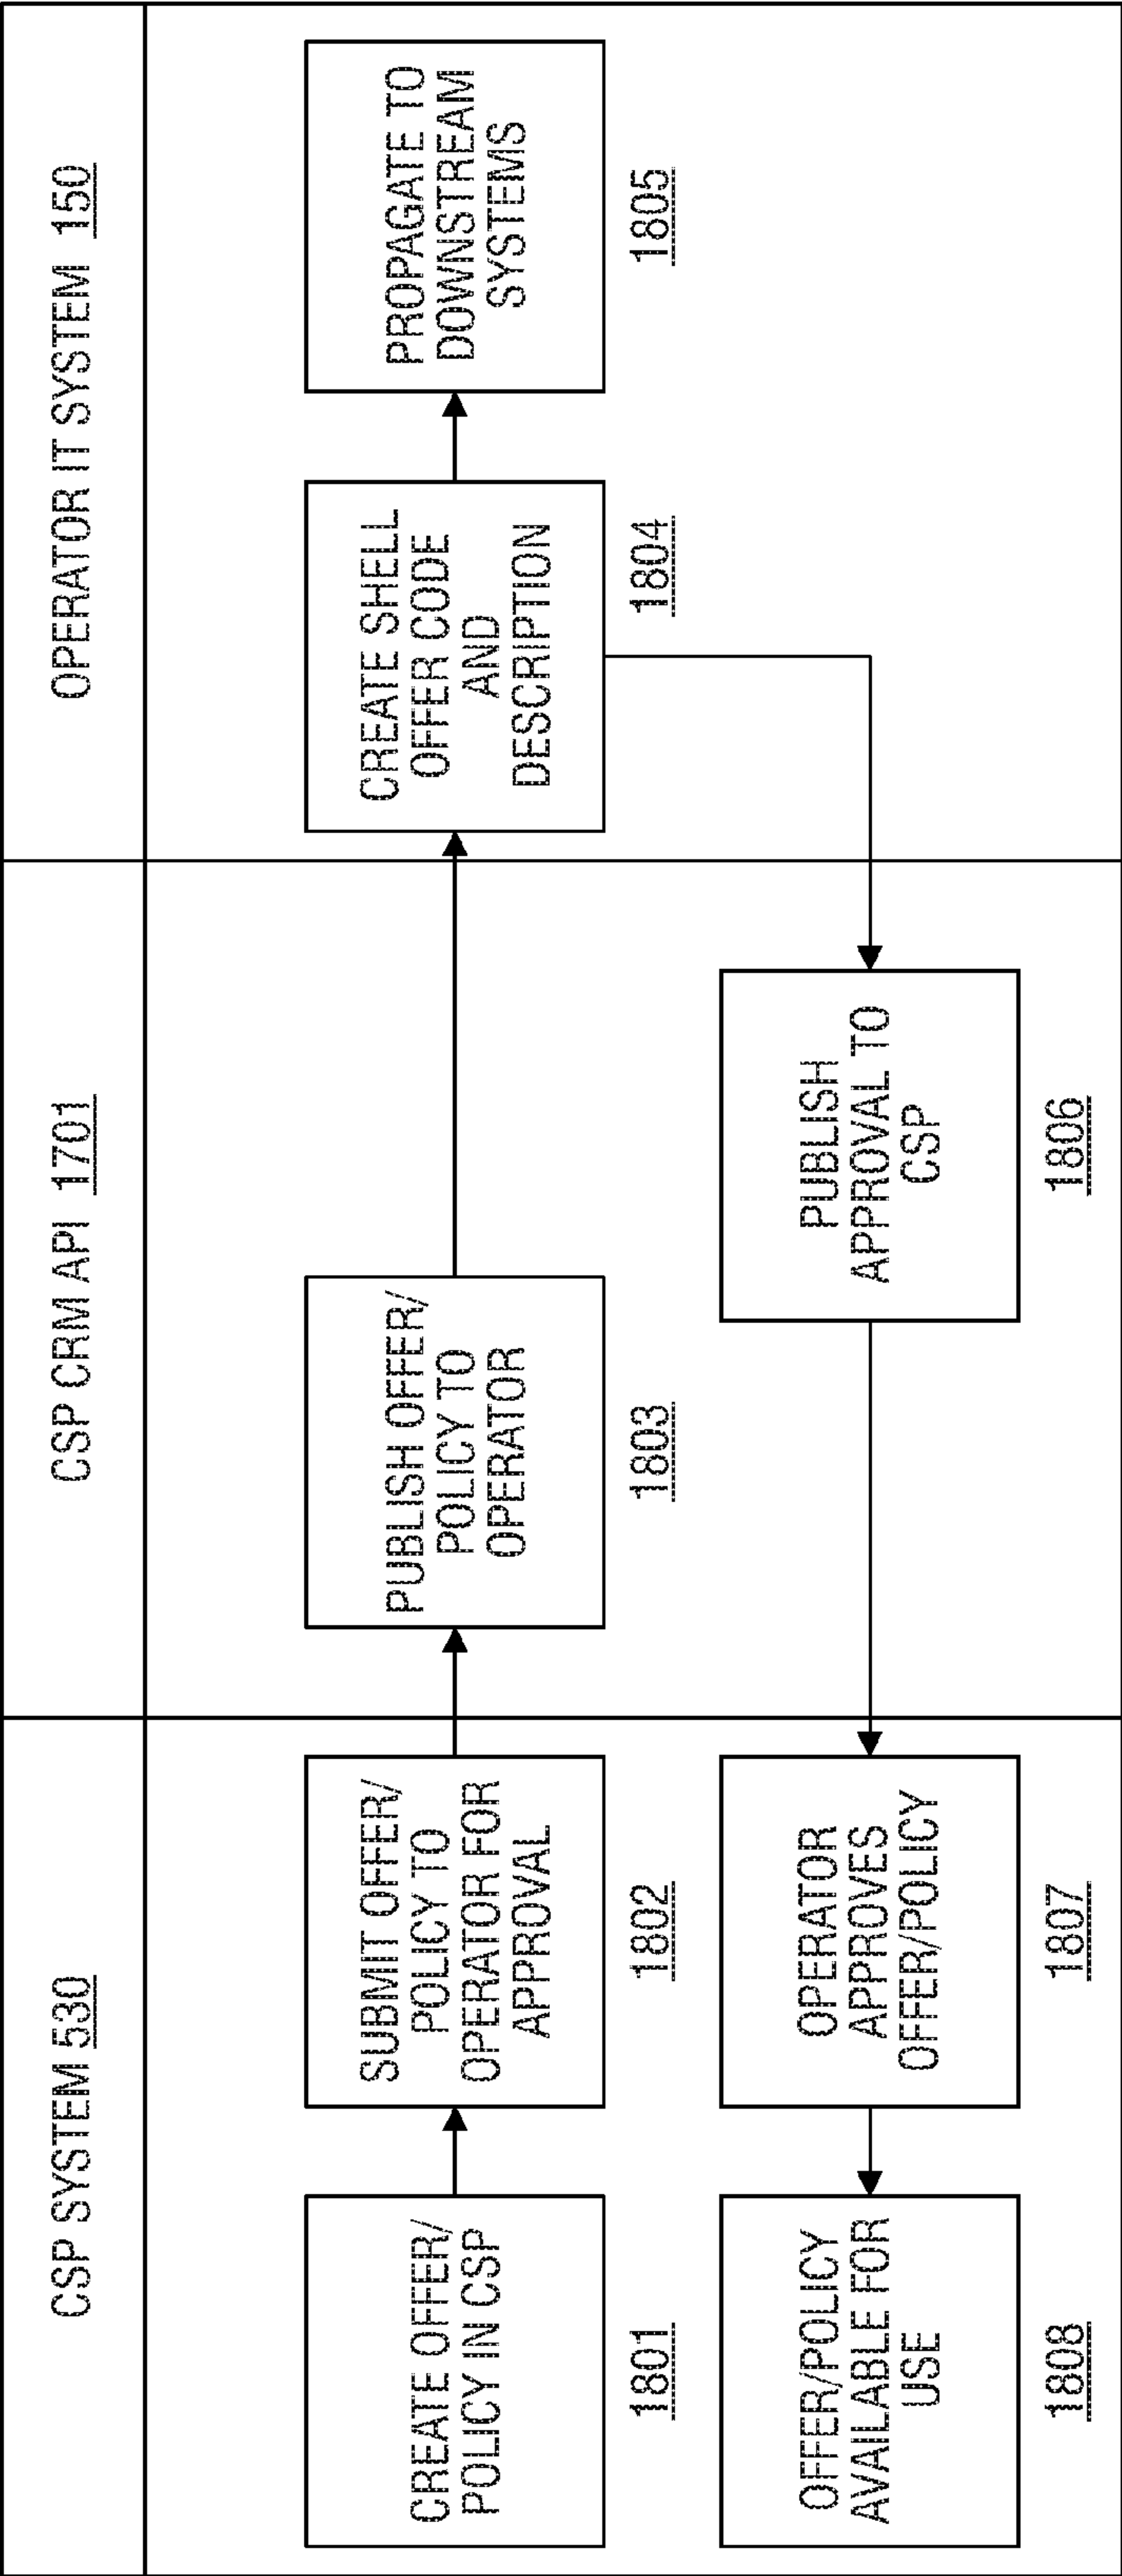 CSP SYSTEM 530
CSP CRM API 1701
OPERATOR IT SYSTEM 150
CREATE OFFER/
POLICY IN CSP
1801
SUBMIT OFFER/
POLICY TO
OPERATOR FOR
APPROVAL
1802
PUBLISH OFFER/
POLICY TO
OPERATOR
1803
CREATE SHELL
OFFER CODE
AND
DESCRIPTION
1804
PROPAGATE TO
DOWNSTREAM
SYSTEMS
1805
OFFER/POLICY
AVAILABLE FOR
USE
1808
OPERATOR
APPROVES
OFFER/POLICY
1807
PUBLISH
APPROVAL TO
CSP
1806